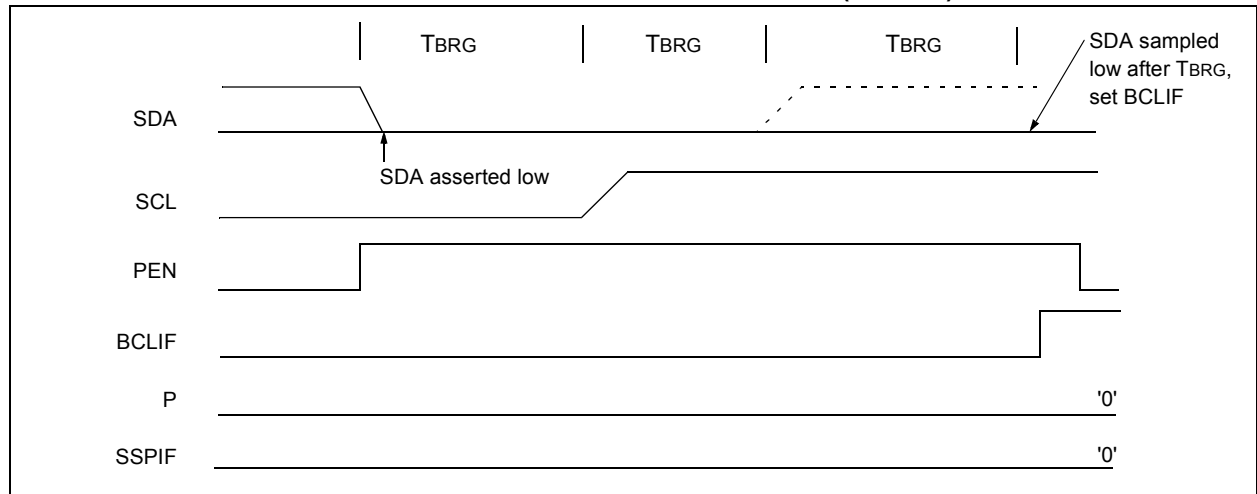 TBRG TBRG TBRG
SDA sampled
low after TBRG,
set BCLIF
SDA
SDA asserted low
SCL
PEN
BCLIF
P '0'
SSPIF '0'